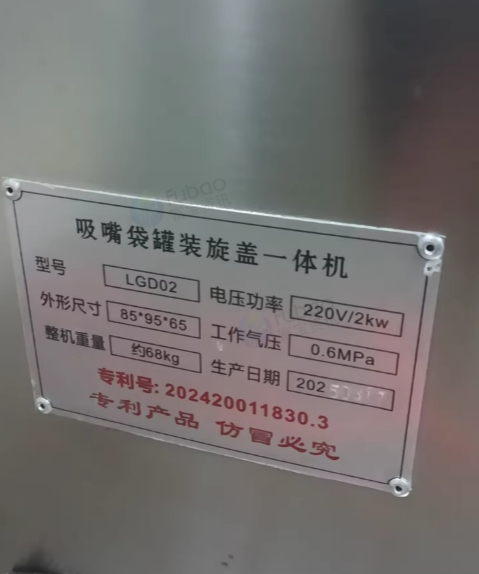 fubao
吸嘴袋罐装旋盖一体机
型号 LGD02 电压功率 220V/2kw
外形尺寸 85*95*65 工作气压 0.6MPa
整机重量 约68kg 生产日期 202
专利号: 202420011830.3
专利产品 仿冒必究